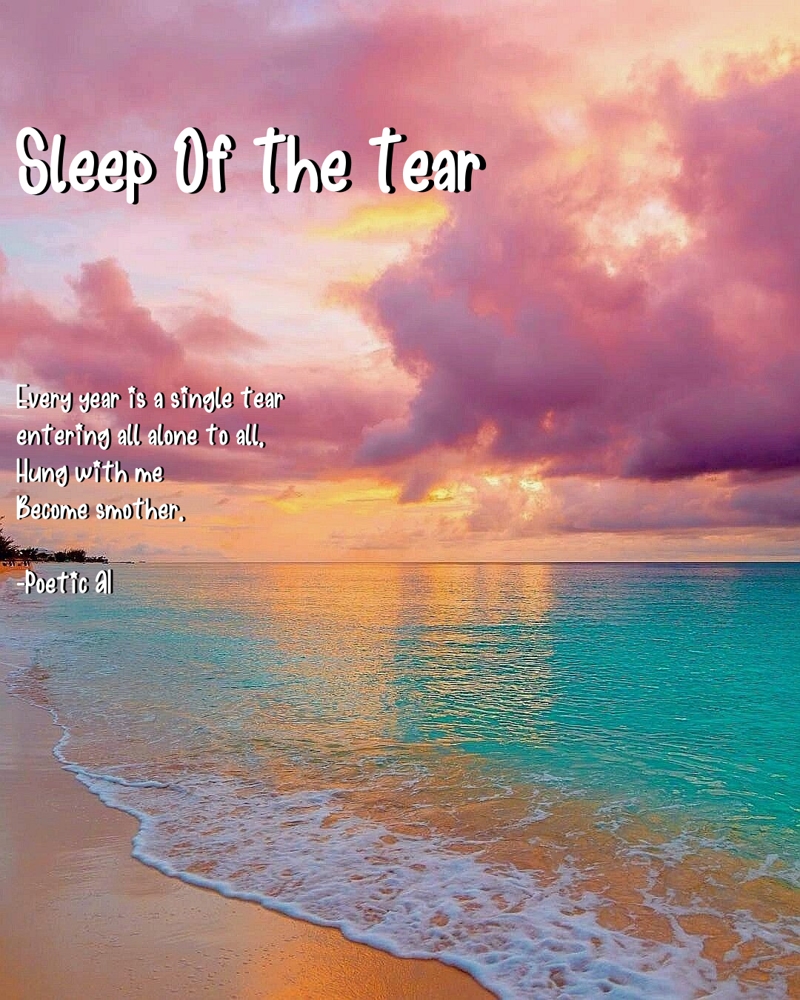 Sleep Of The Tear
Every year is a single tear
entering all alone to all,
Hung with me
Become smother.
-Poetic Al